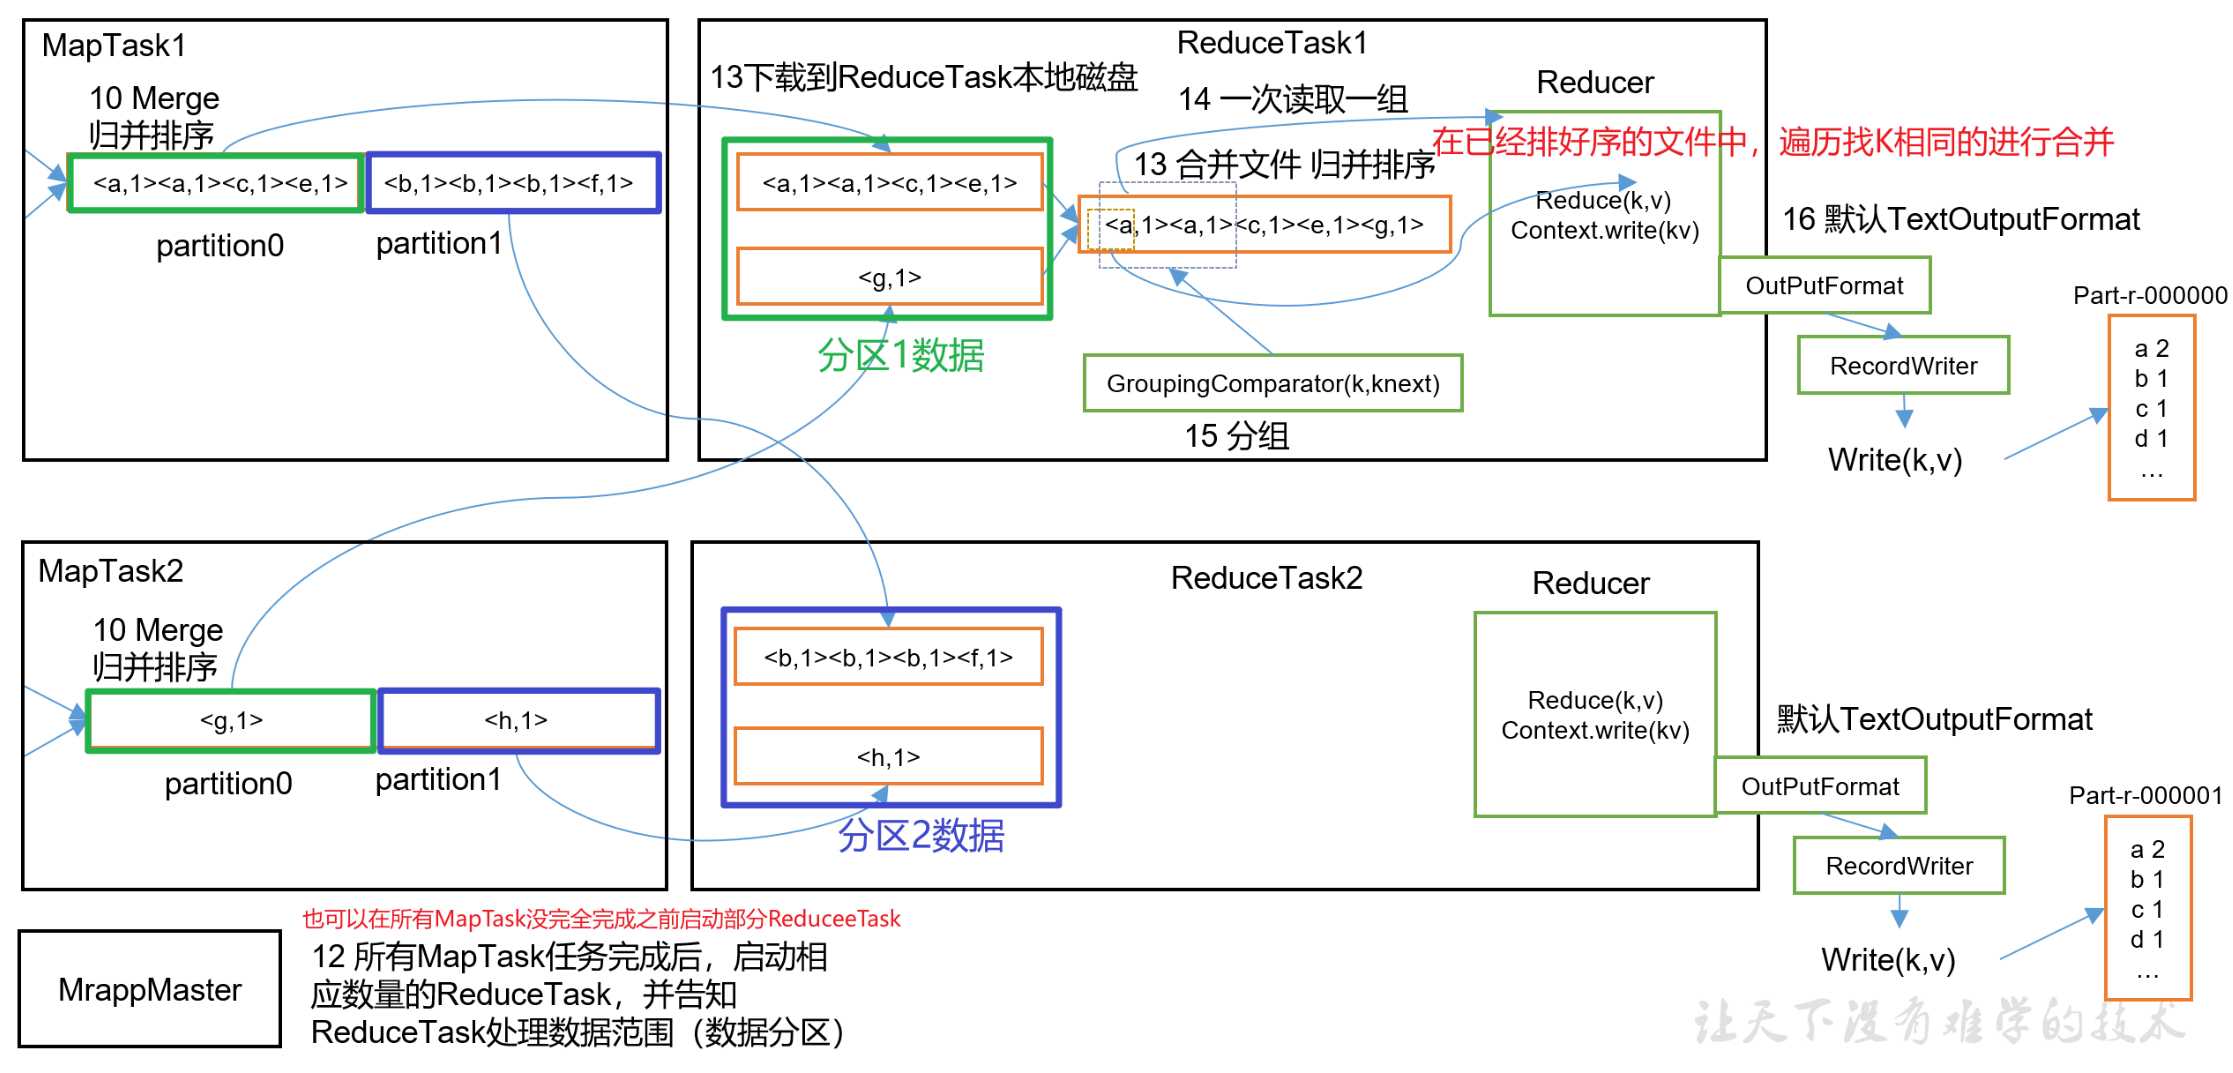 MapTask1
10 Merge
归并排序
<a,1><a,1><c,1><e,1>
<b,1><b,1><b,1><f,1>
partition0
partition1
ReduceTask1
13下载到ReduceTask本地磁盘
14 一次读取一组
Reducer
在已经排好序的文件中，遍历找K相同的进行合并
13 合并文件 归并排序
<a,1><a,1><c,1><e,1>
<g,1>
分区1数据
<a,1><a,1><c,1><e,1><g,1>
Reduce(k,v)
Context.write(kv)
GroupingComparator(k,knext)
15 分组
16 默认TextOutputFormat
OutPutFormat
RecordWriter
Write(k,v)
Part-r-000000
a 2
b 1
c 1
d 1
...
MapTask2
10 Merge
归并排序
<g,1>
<h,1>
partition0
partition1
ReduceTask2
Reducer
<b,1><b,1><b,1><f,1>
<h,1>
分区2数据
Reduce(k,v)
Context.write(kv)
默认TextOutputFormat
OutPutFormat
RecordWriter
Write(k,v)
Part-r-000001
a 2
b 1
c 1
d 1
...
MrappMaster
也可以在所有MapTask没完全完成之前启动部分ReduceeTask
12 所有MapTask任务完成后，启动相
应数量的ReduceTask，并告知
ReduceTask处理数据范围（数据分区）
让天下没有难学的技术